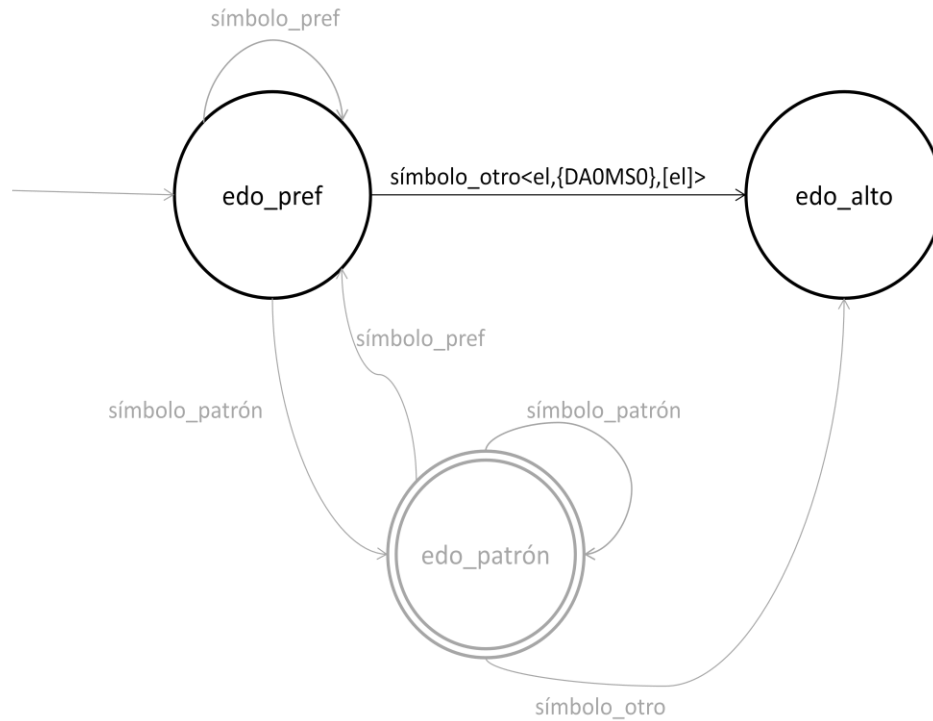 símbolo_pref
edo_pref
símbolo_otro<el,{DA0MS0},[el]>
edo_alto
símbolo_pref
símbolo_patrón
símbolo_patrón
edo_patrón
símbolo_otro